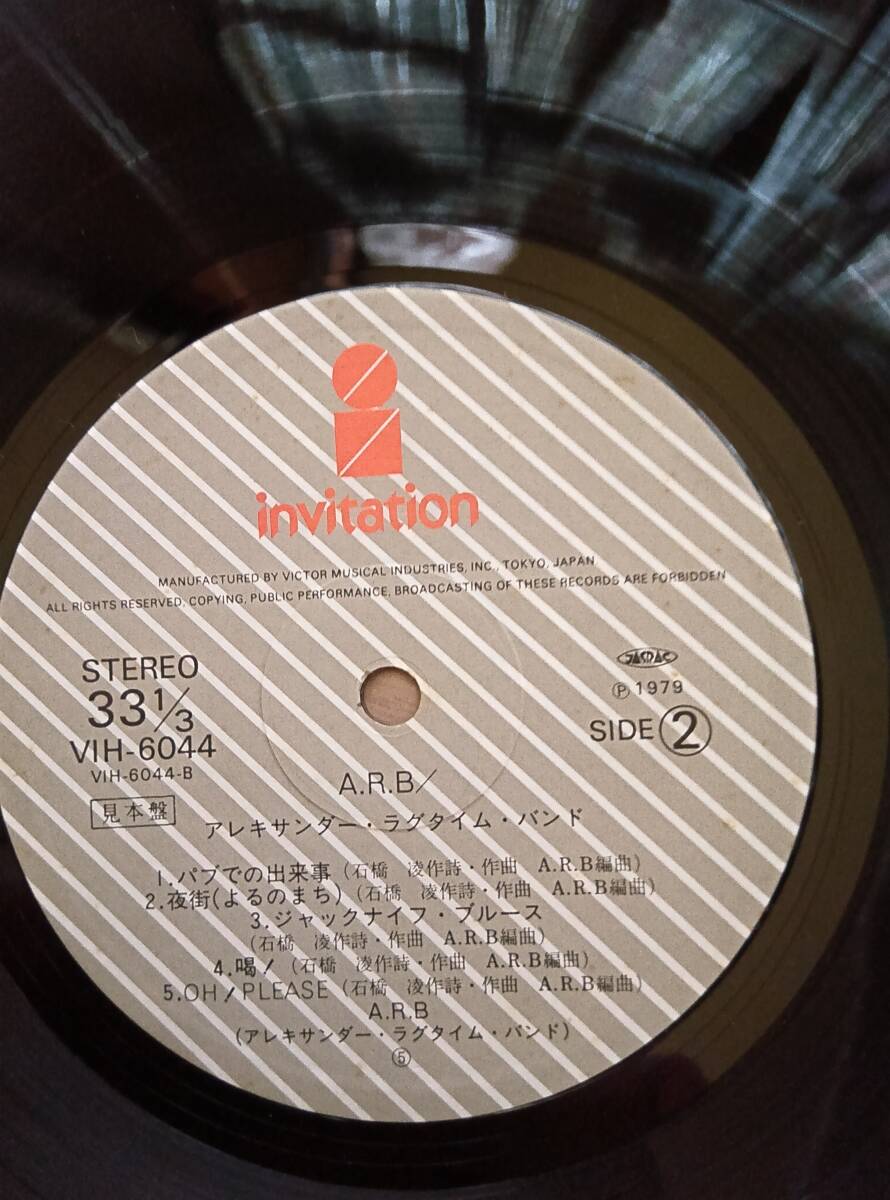 invitation
MANUFACTURED BY VICTOR MUSICAL INDUSTRIES, INC., TOKYO, JAPAN
ALL RIGHTS RESERVED, COPYING, PUBLIC PERFORMANCE, BROADCASTING OF THESE RECORDS ARE FORBIDDEN
STEREO
33 1/3
VIH-6044
VIH-6044-B
見本盤
JASRAC
Ⓟ 1979
SIDE ②
A.R.B/
アレキサンダー・ラグタイム・バンド
1.パブでの出来事(石橋 凌作詩・作曲 A.R.B編曲)
2.夜街(よるのまち)(石橋 凌作詩・作曲 A.R.B編曲)
3.ジャックナイフ・ブルース
(石橋 凌作詩・作曲 A.R.B編曲)
4.喝!(石橋 凌作詩・作曲 A.R.B編曲)
5.OH! PLEASE(石橋 凌作詩・作曲 A.R.B編曲)
A.R.B
(アレキサンダー・ラグタイム・バンド)
⑤